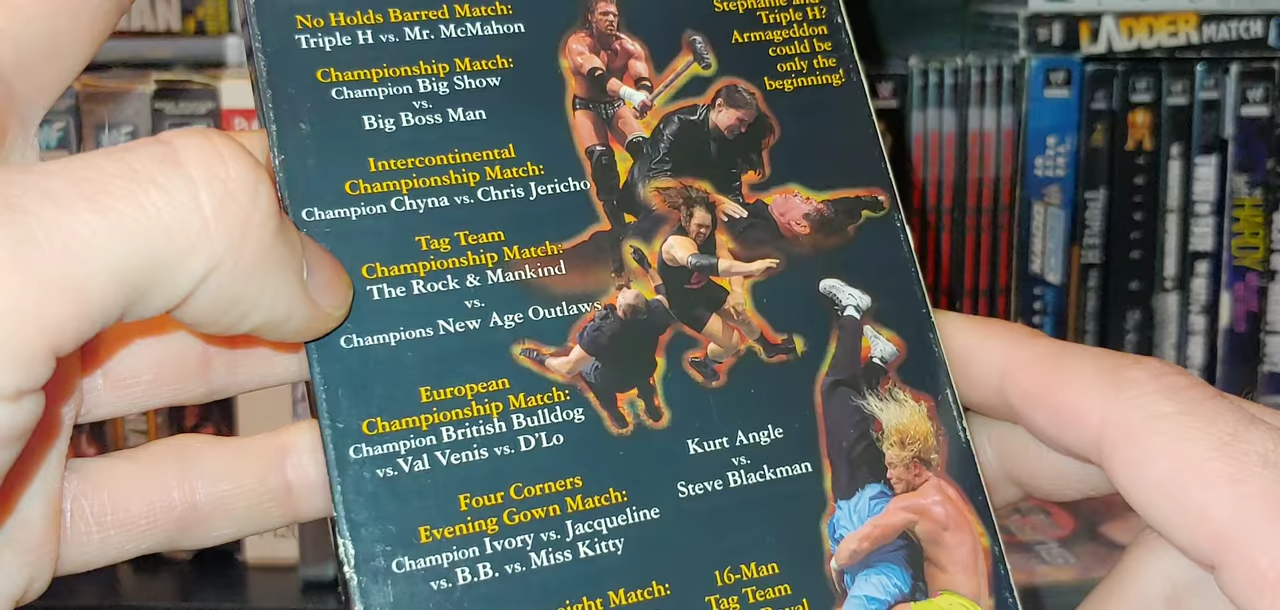 No Holds Barred Match:
Triple H vs. Mr. McMahon
Championship Match:
Champion Big Show
vs.
Big Boss Man
Intercontinental
Championship Match:
Champion Chyna vs. Chris Jericho
Tag Team
Championship Match:
The Rock & Mankind
vs.
Champions New Age Outlaws
European
Championship Match:
Champion British Bulldog
vs. Val Venis vs. D'Lo
Four Corners
Evening Gown Match:
Champion Ivory vs. Jacqueline
vs. B.B. vs. Miss Kitty
Match:
Stephanie and
Triple H?
Armageddon
could be
only the
beginning!
Kurt Angle
vs.
Steve Blackman
16-Man
Tag Team
LADDER MATCH
HARDY